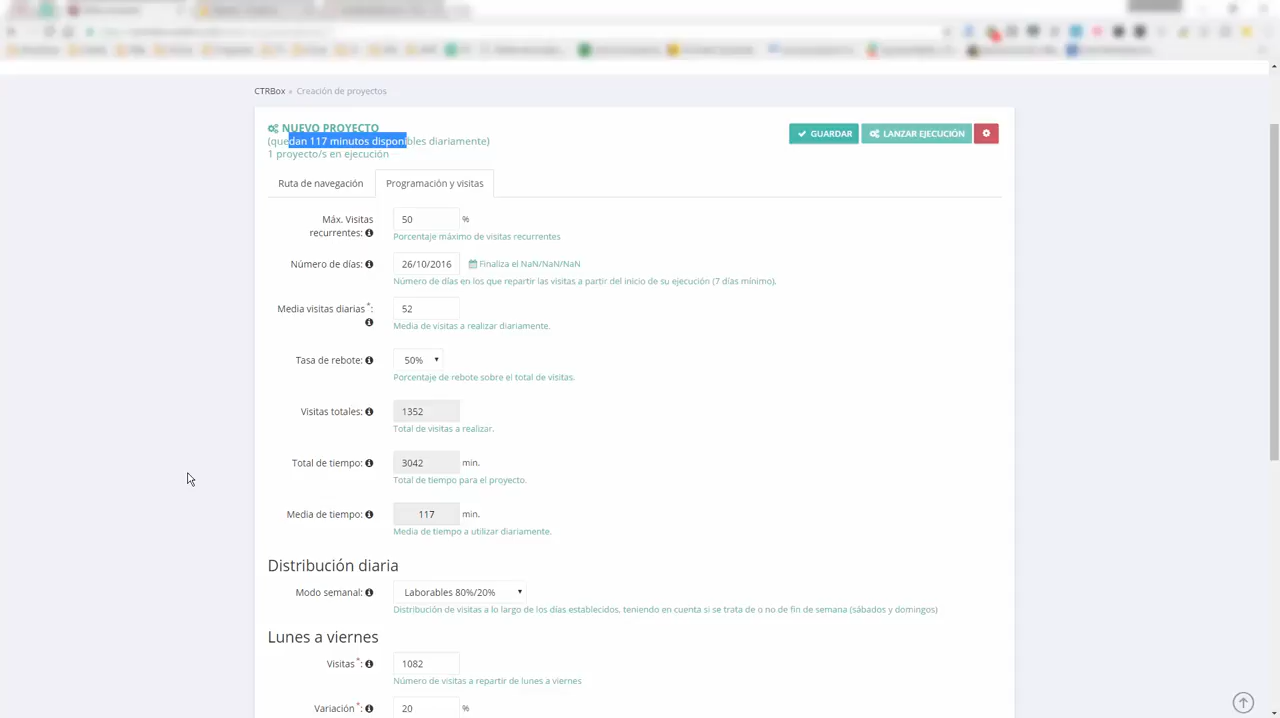 CTRBox » Creación de proyectos
NUEVO PROYECTO
(quedan 117 minutos disponibles diariamente)
1 proyecto/s en ejecución
GUARDAR
LANZAR EJECUCIÓN
Ruta de navegación
Programación y visitas
Máx. Visitas
recurrentes:
50 %
Porcentaje máximo de visitas recurrentes
Número de días:
26/10/2016
Finaliza el NaN/NaN/NaN
Número de días en los que repartir las visitas a partir del inicio de su ejecución (7 días mínimo).
Media visitas diarias *:
52
Media de visitas a realizar diariamente.
Tasa de rebote:
50%
Porcentaje de rebote sobre el total de visitas.
Visitas totales:
1352
Total de visitas a realizar.
Total de tiempo:
3042 min.
Total de tiempo para el proyecto.
Media de tiempo:
117 min.
Media de tiempo a utilizar diariamente.
Distribución diaria
Modo semanal:
Laborables 80%/20%
Distribución de visitas a lo largo de los días establecidos, teniendo en cuenta si se trata de o no de fin de semana (sábados y domingos)
Lunes a viernes
Visitas *:
1082
Número de visitas a repartir de lunes a viernes
Variación *:
20 %